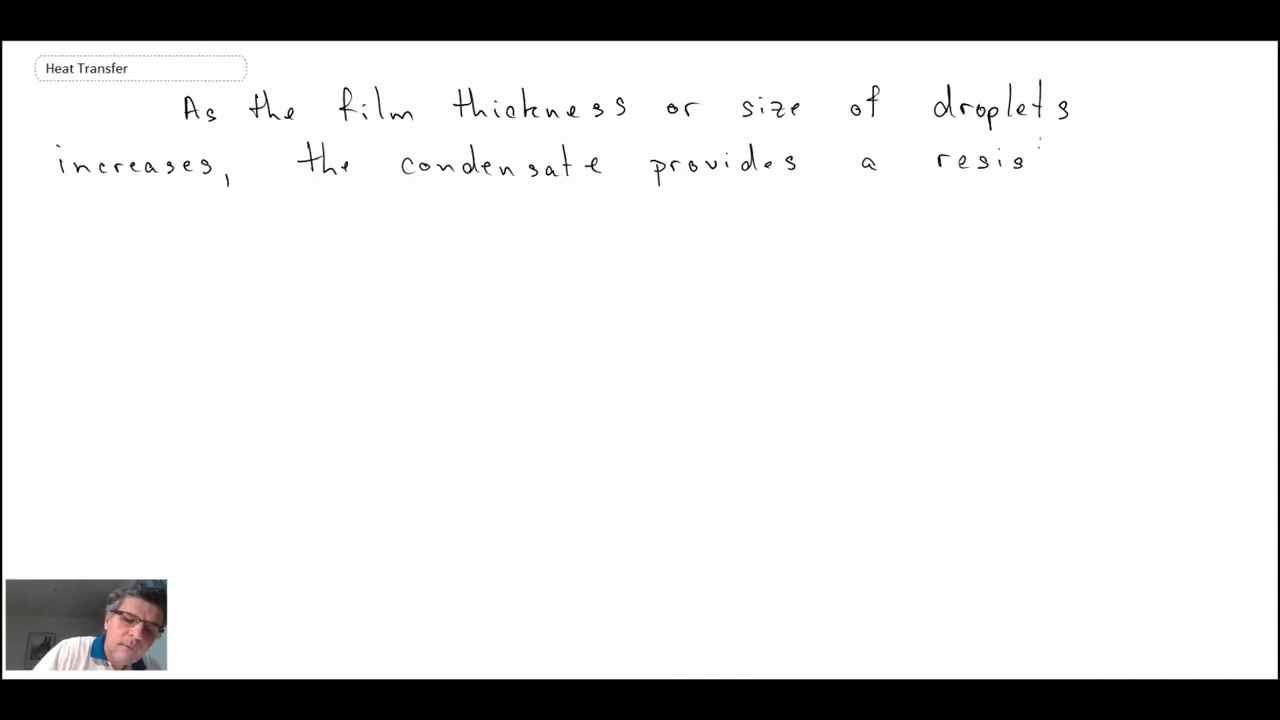 Heat Transfer
As the film thickness or size of droplets
increases, the condensate provides a resis